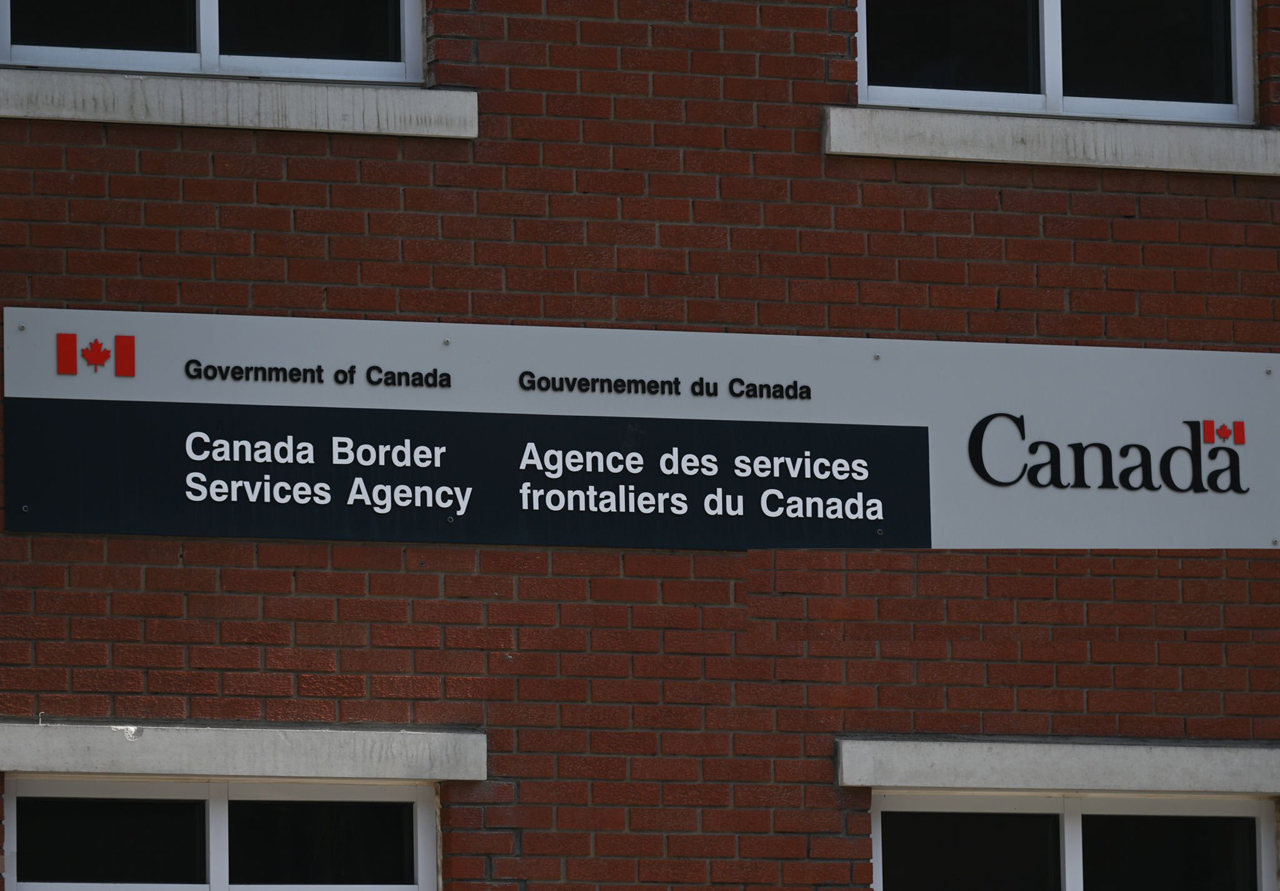 Government of Canada
Gouvernement du Canada
Canada Border
Services Agency
Agence des services
frontaliers du Canada
Canada